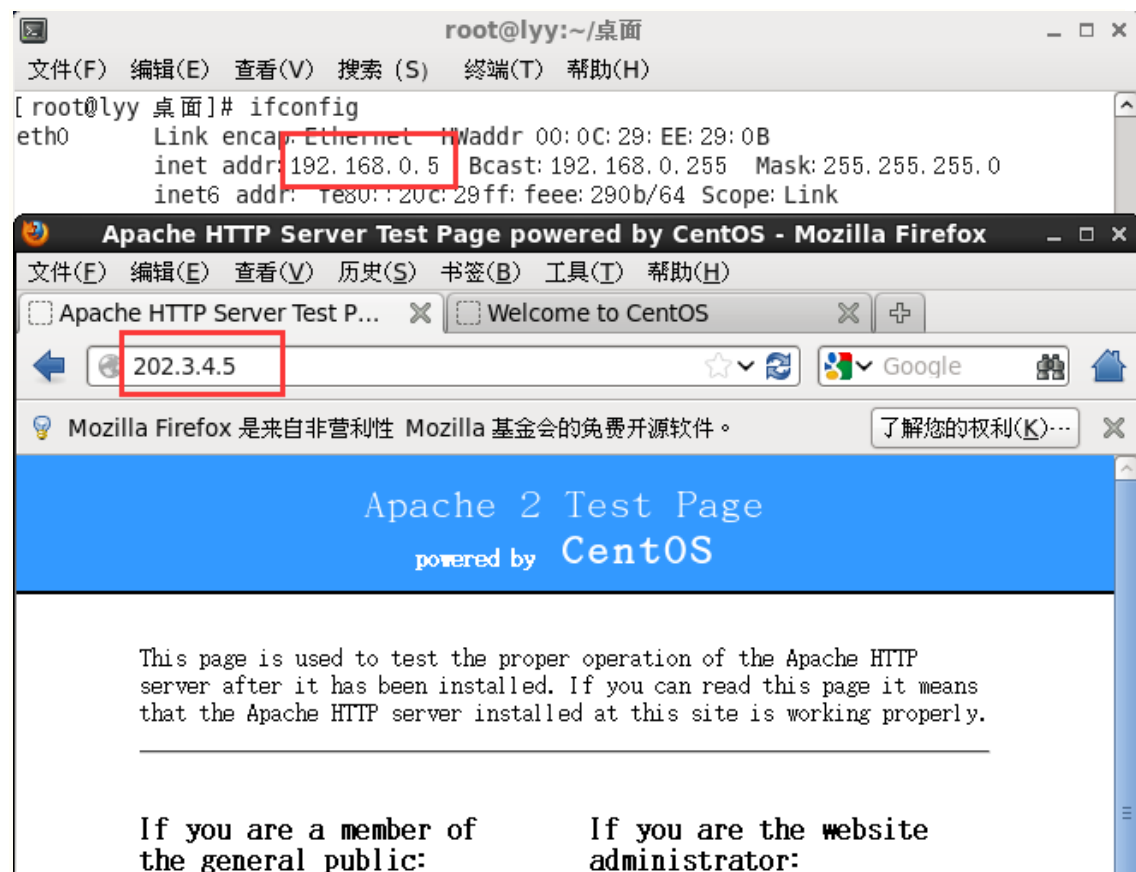 root@lyy:~/桌面
文件(F) 编辑(E) 查看(V) 搜索 (S) 终端(T) 帮助(H)
[root@lyy 桌面]# ifconfig
eth0 Link encap:Ethernet HWaddr 00:0C:29:EE:29:0B
inet addr:192.168.0.5 Bcast:192.168.0.255 Mask:255.255.255.0
inet6 addr: fe80::20c:29ff:feee:290b/64 Scope:Link
Apache HTTP Server Test Page powered by CentOS - Mozilla Firefox
文件(F) 编辑(E) 查看(V) 历史(S) 书签(B) 工具(T) 帮助(H)
Apache HTTP Server Test P... Welcome to CentOS
202.3.4.5 Google
Mozilla Firefox 是来自非营利性 Mozilla 基金会的免费开源软件。 了解您的权利(K)…
Apache 2 Test Page
powered by CentOS
This page is used to test the proper operation of the Apache HTTP
server after it has been installed. If you can read this page it means
that the Apache HTTP server installed at this site is working properly.
If you are a member of
the general public:
If you are the website
administrator: